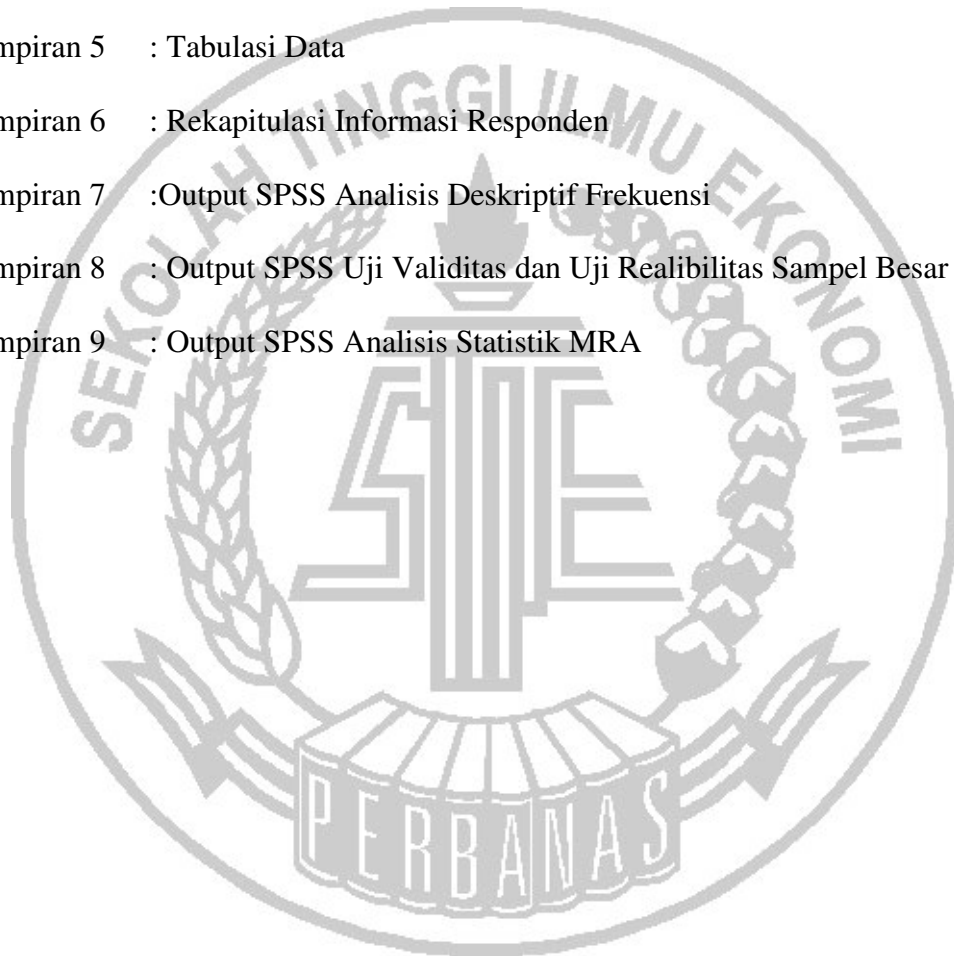 mpiran 5 : Tabulasi Data
mpiran 6 : Rekapitulasi Informasi Responden
mpiran 7 :Output SPSS Analisis Deskriptif Frekuensi
mpiran 8 : Output SPSS Uji Validitas dan Uji Realibilitas Sampel Besar
mpiran 9 : Output SPSS Analisis Statistik MRA
SEKOLAH TINGGI ILMU EKONOMI
STIE
PERBANAS